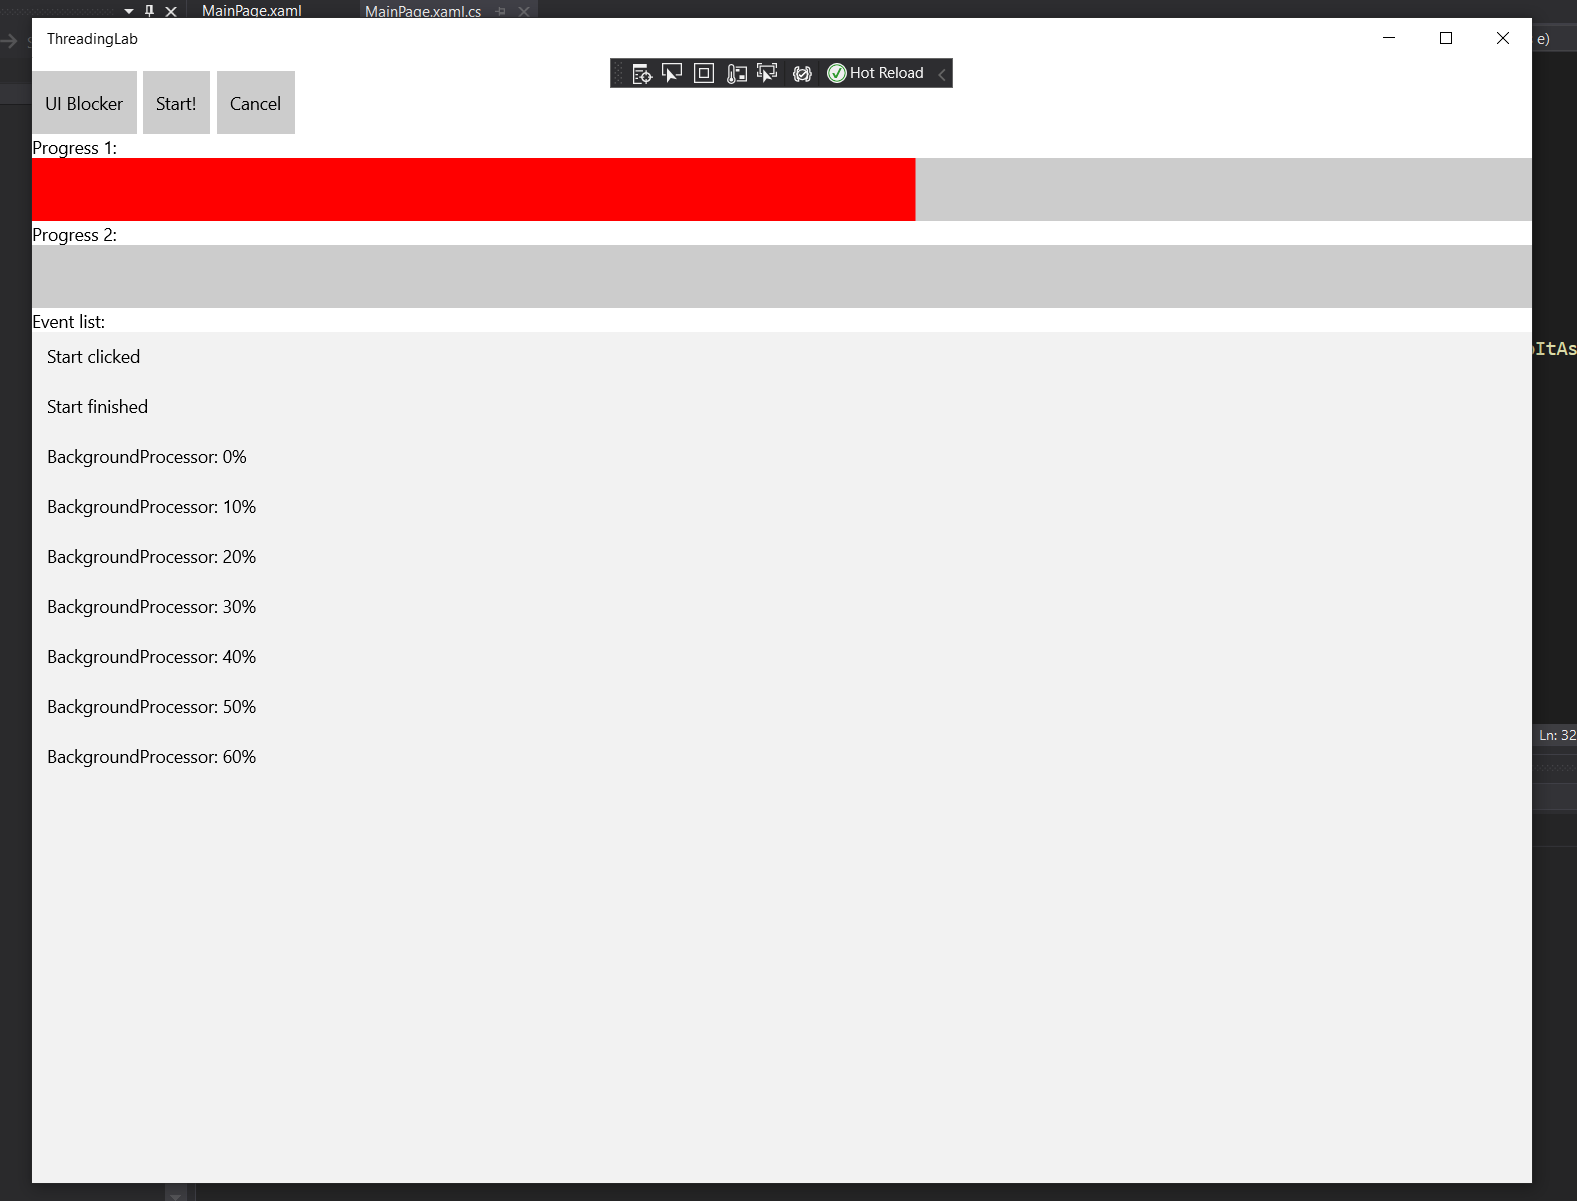 MainPage.xaml MainPage.xaml.cs
ThreadingLab
e)
Hot Reload
UI Blocker Start! Cancel
Progress 1:
Progress 2:
Event list:
Start clicked
ItAs
Start finished
BackgroundProcessor: 0%
BackgroundProcessor: 10%
BackgroundProcessor: 20%
BackgroundProcessor: 30%
BackgroundProcessor: 40%
BackgroundProcessor: 50%
Ln: 32
BackgroundProcessor: 60%